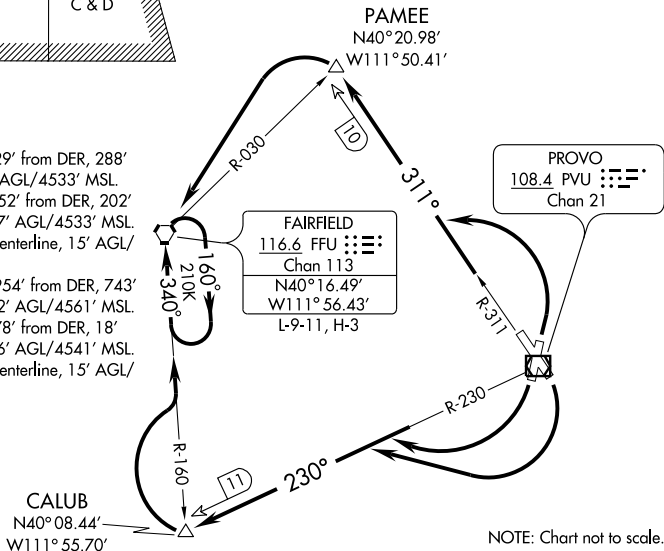 C & D
PAMEE
N40°20.98'
W111°50.41'
10
R-030
311°
PROVO
108.4 PVU
Chan 21
29' from DER, 288'
AGL/4533' MSL.
52' from DER, 202'
7' AGL/4533' MSL.
enterline, 15' AGL/
FAIRFIELD
116.6 FFU
Chan 113
N40°16.49'
W111°56.43'
L-9-11, H-3
160°
210K
340°
954' from DER, 743'
2' AGL/4561' MSL.
78' from DER, 18'
6' AGL/4541' MSL.
enterline, 15' AGL/
R-311
R-230
R-160
230°
11
CALUB
N40°08.44'
W111°55.70'
NOTE: Chart not to scale.